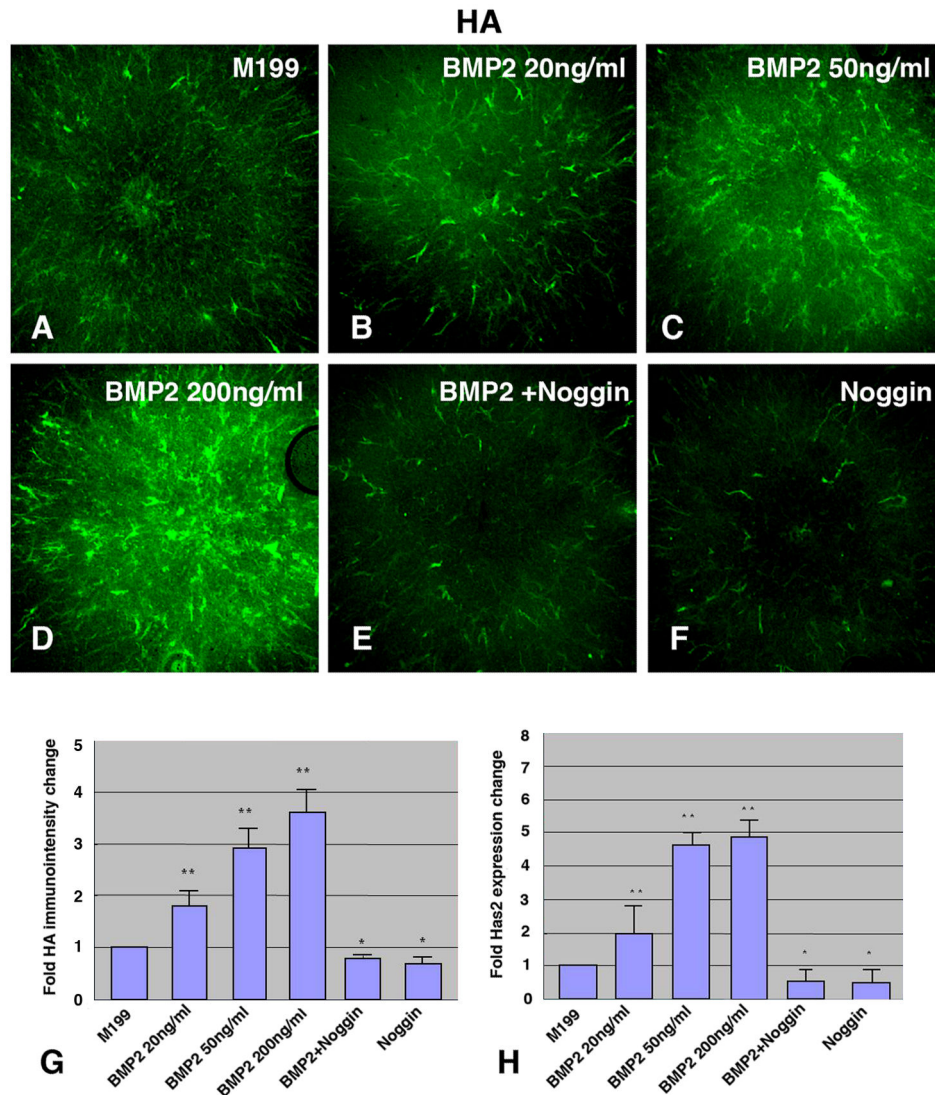 HA
M199
BMP2 20ng/ml
BMP2 50ng/ml
A
B
C
BMP2 200ng/ml
BMP2 +Noggin
Noggin
D
E
F
Fold HA immunointensity change
5
4
3
2
1
0
**
**
**
*
*
M199
BMP2 20ng/ml
BMP2 50ng/ml
BMP2 200ng/ml
BMP2+Noggin
Noggin
G
Fold Has2 expression change
8
7
6
5
4
3
2
1
0
**
**
**
*
*
M199
BMP2 20ng/ml
BMP2 50ng/ml
BMP2 200ng/ml
BMP2+Noggin
Noggin
H